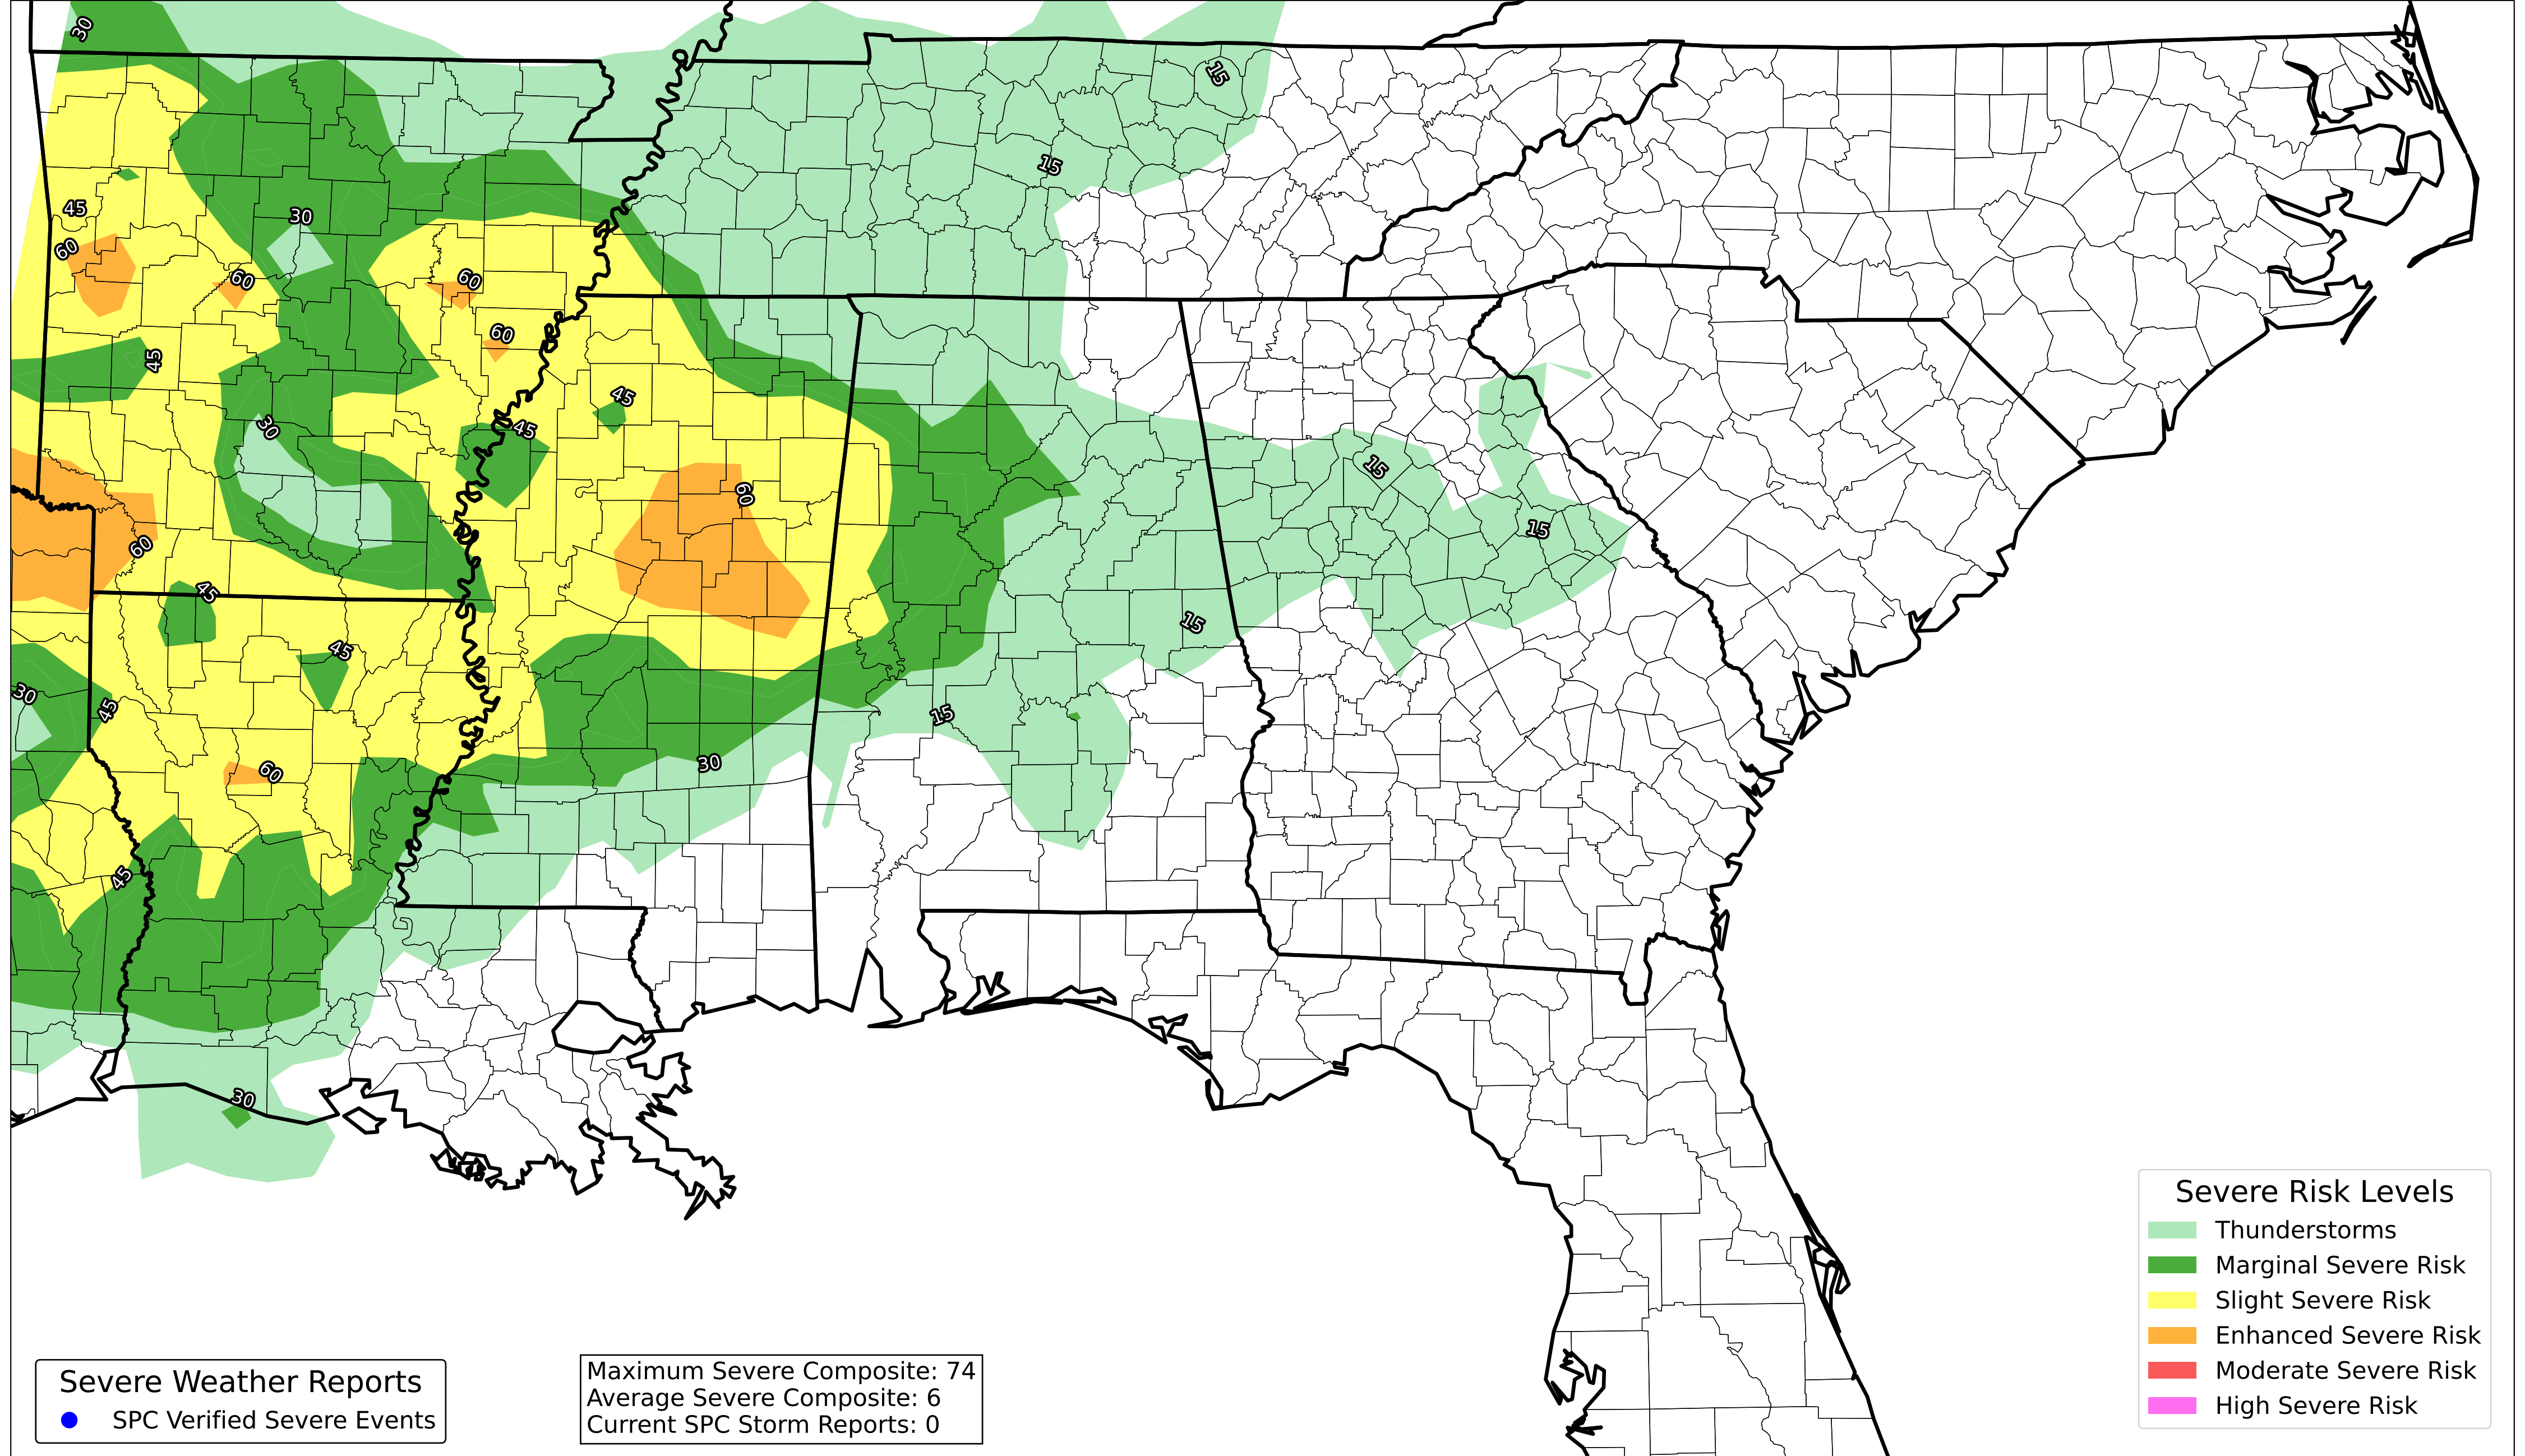 30
15
15
45
30
60
60
60
60
45
45
30
45
15
60
15
60
45
15
45
30
45
15
30
60
45
30
Severe Risk Levels
Thunderstorms
Marginal Severe Risk
Slight Severe Risk
Enhanced Severe Risk
Moderate Severe Risk
High Severe Risk
Severe Weather Reports
SPC Verified Severe Events
Maximum Severe Composite: 74
Average Severe Composite: 6
Current SPC Storm Reports: 0